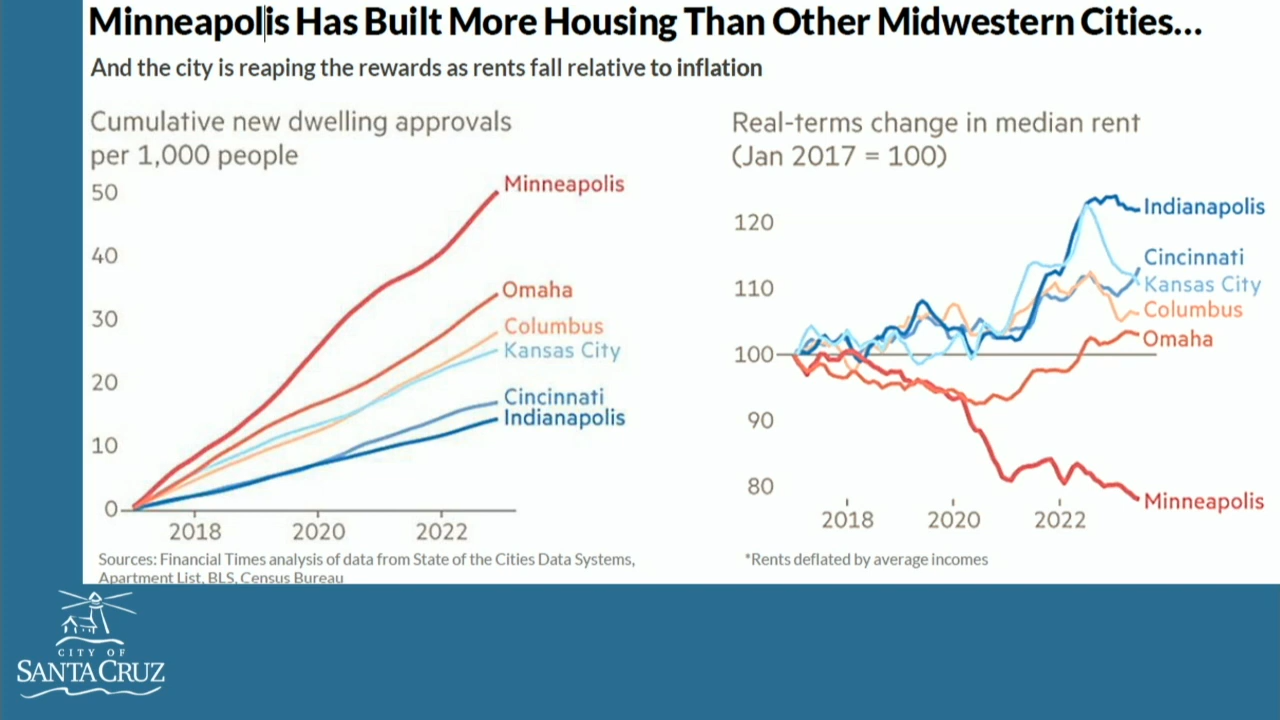 Minneapolis Has Built More Housing Than Other Midwestern Cities...
And the city is reaping the rewards as rents fall relative to inflation
Cumulative new dwelling approvals
per 1,000 people
50
40
30
20
10
0
Minneapolis
Omaha
Columbus
Kansas City
Cincinnati
Indianapolis
2018 2020 2022
Sources: Financial Times analysis of data from State of the Cities Data Systems,
Apartment List, BLS, Census Bureau
Real-terms change in median rent
(Jan 2017 = 100)
120
110
100
90
80
Indianapolis
Cincinnati
Kansas City
Columbus
Omaha
Minneapolis
2018 2020 2022
*Rents deflated by average incomes
CITY OF
SANTA CRUZ